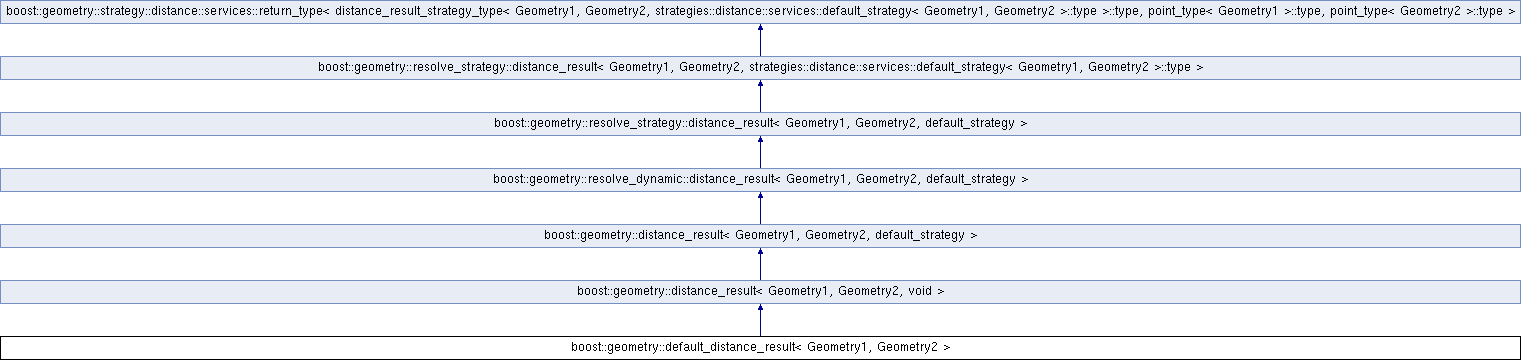 boost::geometry::strategy::distance::services::return_type< distance_result_strategy_type< Geometry1, Geometry2, strategies::distance::services::default_strategy< Geometry1, Geometry2 >::type >::type, point_type< Geometry1 >::type, point_type< Geometry2 >::type >
boost::geometry::resolve_strategy::distance_result< Geometry1, Geometry2, strategies::distance::services::default_strategy< Geometry1, Geometry2 >::type >
boost::geometry::resolve_strategy::distance_result< Geometry1, Geometry2, default_strategy >
boost::geometry::resolve_dynamic::distance_result< Geometry1, Geometry2, default_strategy >
boost::geometry::distance_result< Geometry1, Geometry2, default_strategy >
boost::geometry::distance_result< Geometry1, Geometry2, void >
boost::geometry::default_distance_result< Geometry1, Geometry2 >